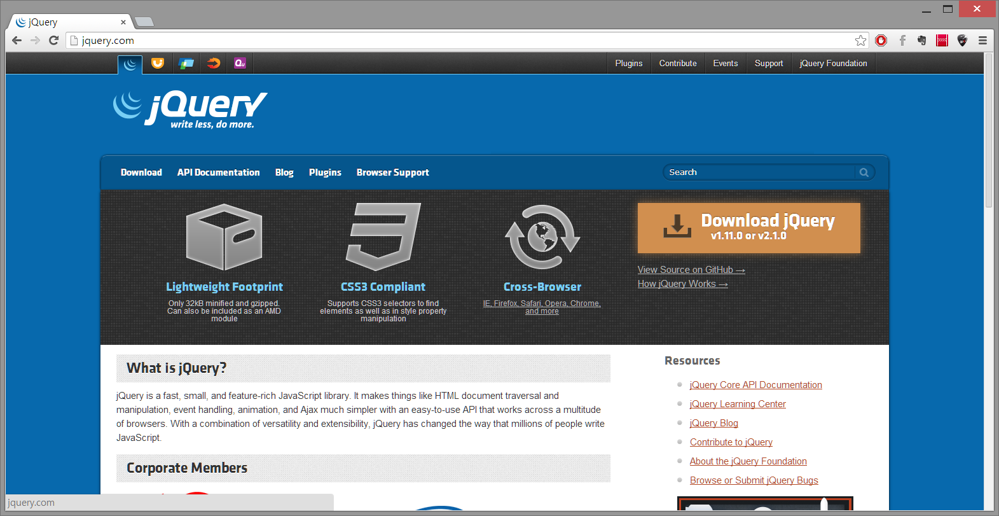 jQuery
jquery.com
Qu
Plugins
Contribute
Events
Support
jQuery Foundation
jQuery
write less, do more.
Download
API Documentation
Blog
Plugins
Browser Support
Search
Lightweight Footprint
Only 32kB minified and gzipped.
Can also be included as an AMD
module
CSS3 Compliant
Supports CSS3 selectors to find
elements as well as in style property
manipulation
Cross-Browser
IE, Firefox, Safari, Opera, Chrome,
and more
Download jQuery
v1.11.0 or v2.1.0
View Source on GitHub →
How jQuery Works →
What is jQuery?
jQuery is a fast, small, and feature-rich JavaScript library. It makes things like HTML document traversal and
manipulation, event handling, animation, and Ajax much simpler with an easy-to-use API that works across a multitude
of browsers. With a combination of versatility and extensibility, jQuery has changed the way that millions of people write
JavaScript.
Corporate Members
Resources
jQuery Core API Documentation
jQuery Learning Center
jQuery Blog
Contribute to jQuery
About the jQuery Foundation
Browse or Submit jQuery Bugs
jquery.com